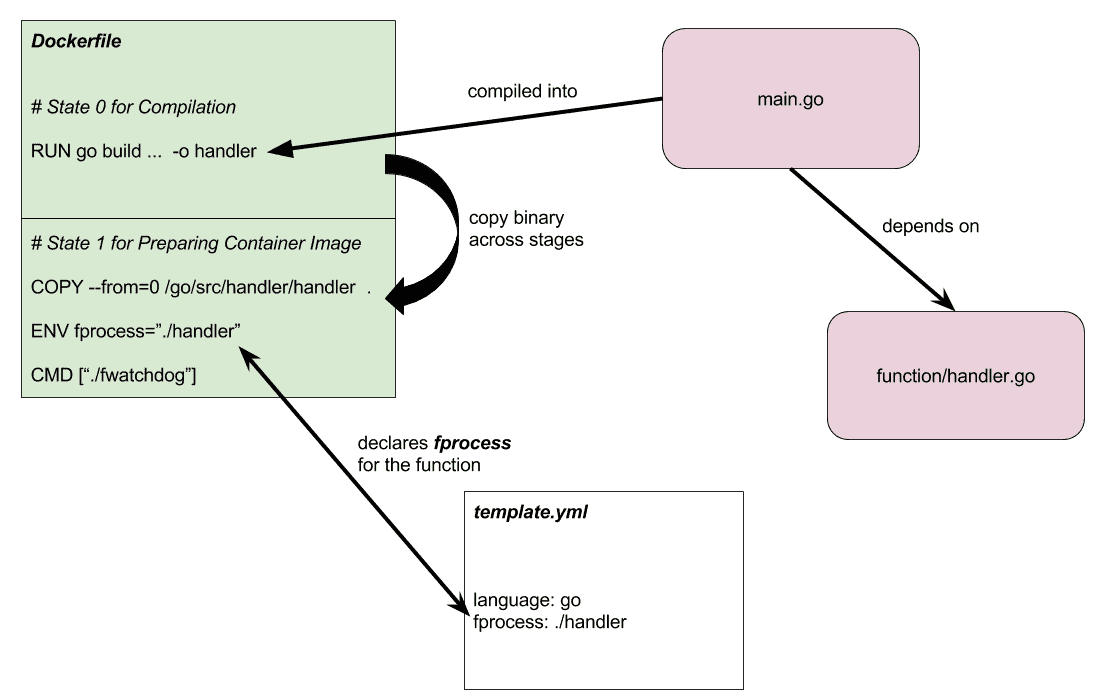 Dockerfile
# State 0 for Compilation
RUN go build ...  -o handler
# State 1 for Preparing Container Image
COPY --from=0 /go/src/handler/handler  .
ENV fprocess=”./handler”
CMD [“./fwatchdog”]
compiled into
main.go
copy binary
across stages
depends on
function/handler.go
declares fprocess
for the function
template.yml
language: go
fprocess: ./handler